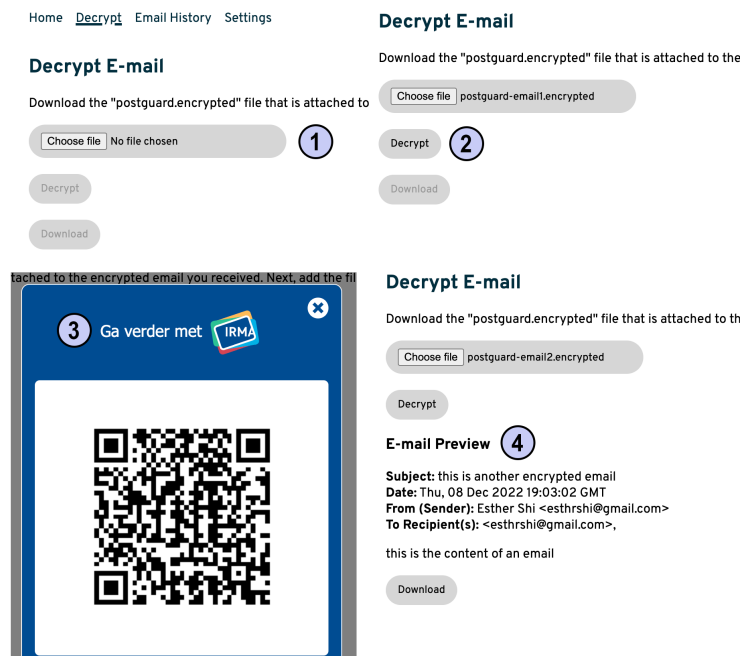 Home Decrypt Email History Settings
Decrypt E-mail
Download the "postguard.encrypted" file that is attached to
Choose file No file chosen
1
Decrypt
Download
Decrypt E-mail
Download the "postguard.encrypted" file that is attached to the
Choose file postguard-email1.encrypted
Decrypt
2
Download
tached to the encrypted email you received. Next, add the fil
3
Ga verder met IRMA
Decrypt E-mail
Download the "postguard.encrypted" file that is attached to th
Choose file postguard-email2.encrypted
Decrypt
E-mail Preview
4
Subject: this is another encrypted email
Date: Thu, 08 Dec 2022 19:03:02 GMT
From (Sender): Esther Shi <esthrshi@gmail.com>
To Recipient(s): <esthrshi@gmail.com>,
this is the content of an email
Download